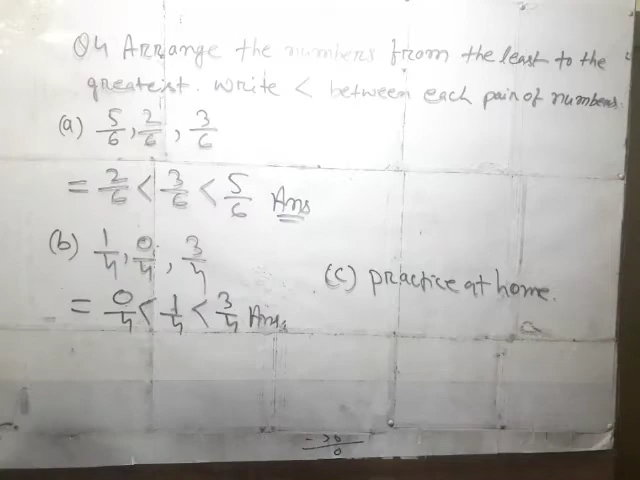 Q4 Arrange the numbers from the least to the
greatest. write < between each pair of numbers.
(a) 5/6, 2/6, 3/6
= 2/6 < 3/6 < 5/6 Ans
(b) 1/4, 0/4, 3/4
= 0/4 < 1/4 < 3/4 Ans.
(C) practice at home.
-30
0